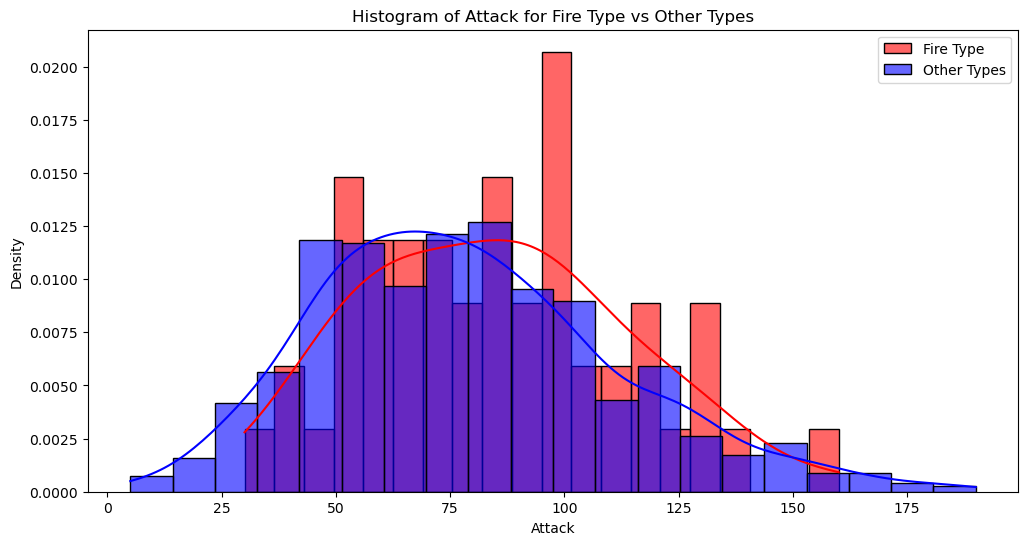 Histogram of Attack for Fire Type vs Other Types
Fire Type
Other Types
0.0200
0.0175
0.0150
0.0125
0.0100
0.0075
0.0050
0.0025
0.0000
Density
0 25 50 75 100 125 150 175
Attack